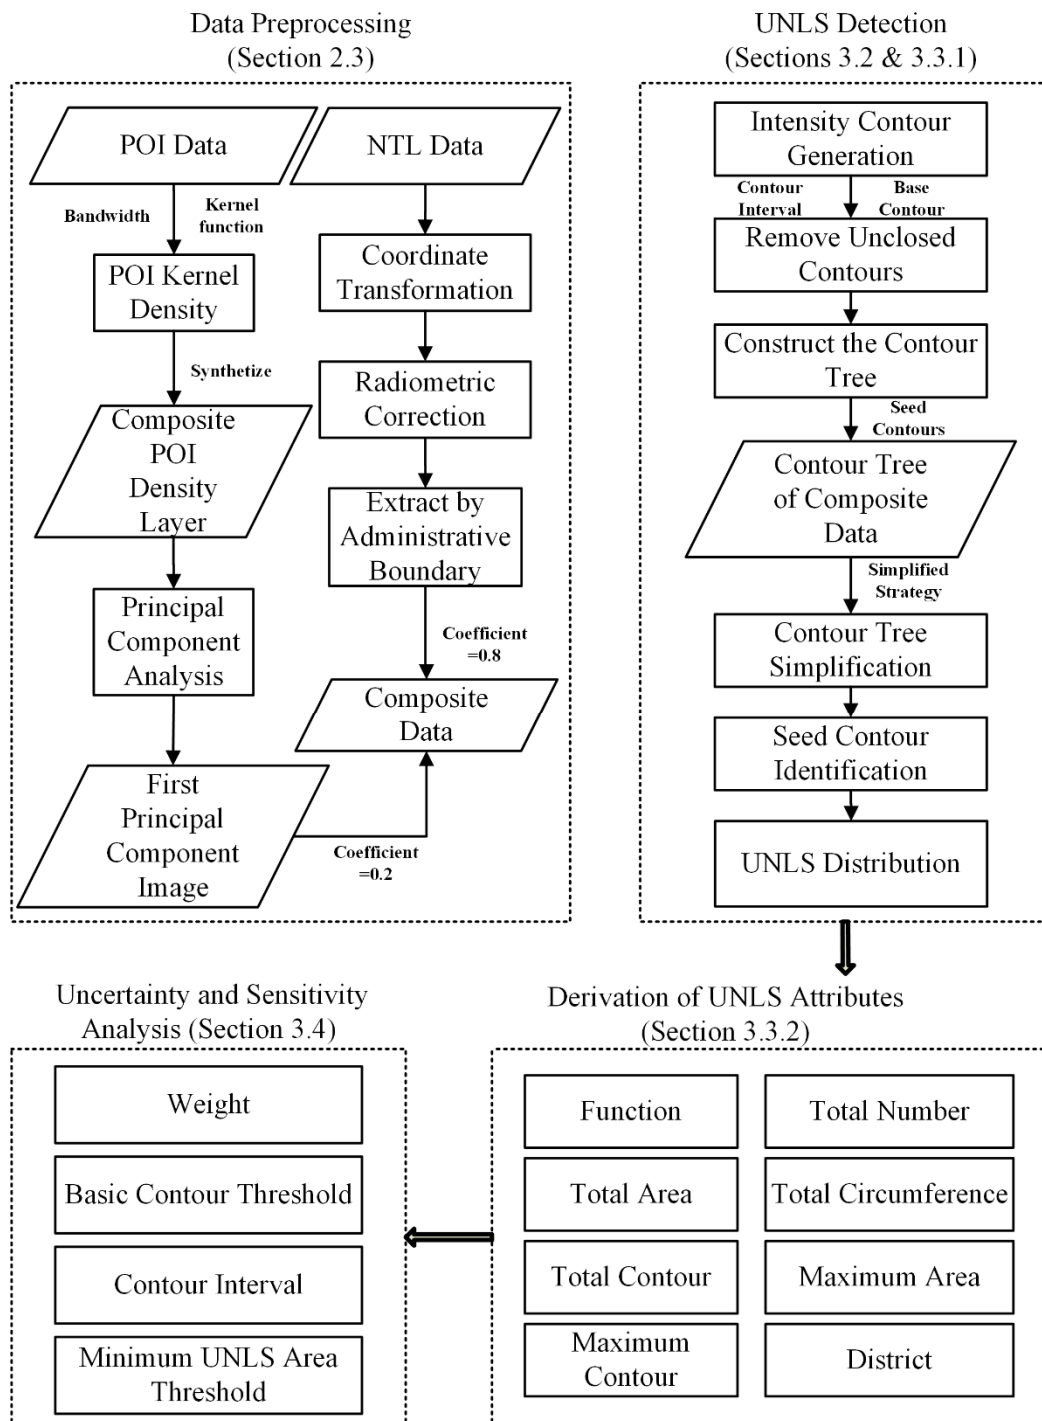 Data Preprocessing
(Section 2.3)
POI Data
NTL Data
Bandwidth
Kernel
function
POI Kernel
Density
Synthetize
Composite
POI
Density
Layer
Principal
Component
Analysis
First
Principal
Component
Image
Coordinate
Transformation
Radiometric
Correction
Extract by
Administrative
Boundary
Coefficient
=0.8
Composite
Data
Coefficient
=0.2
UNLS Detection
(Sections 3.2 & 3.3.1)
Intensity Contour
Generation
Contour
Interval
Base
Contour
Remove Unclosed
Contours
Construct the Contour
Tree
Seed
Contours
Contour Tree
of Composite
Data
Simplified
Strategy
Contour Tree
Simplification
Seed Contour
Identification
UNLS Distribution
Uncertainty and Sensitivity
Analysis (Section 3.4)
Weight
Basic Contour Threshold
Contour Interval
Minimum UNLS Area
Threshold
Derivation of UNLS Attributes
(Section 3.3.2)
Function
Total Number
Total Area
Total Circumference
Total Contour
Maximum Area
Maximum
Contour
District